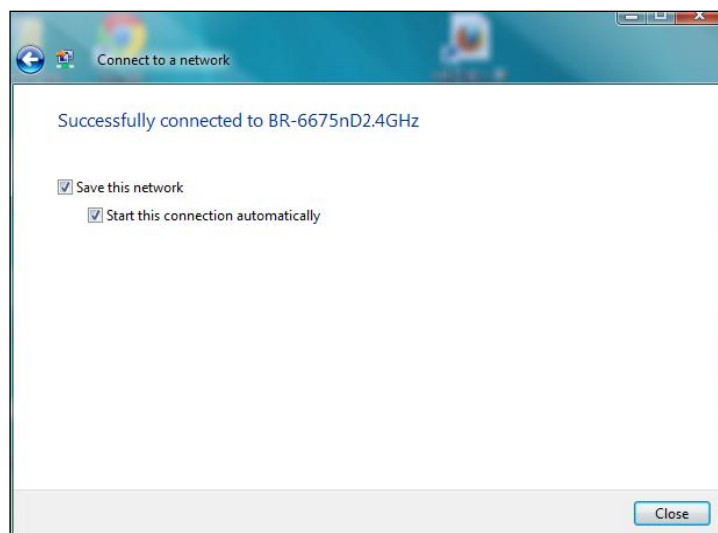 Connect to a network
Successfully connected to BR-6675nD2.4GHz
Save this network
Start this connection automatically
Close